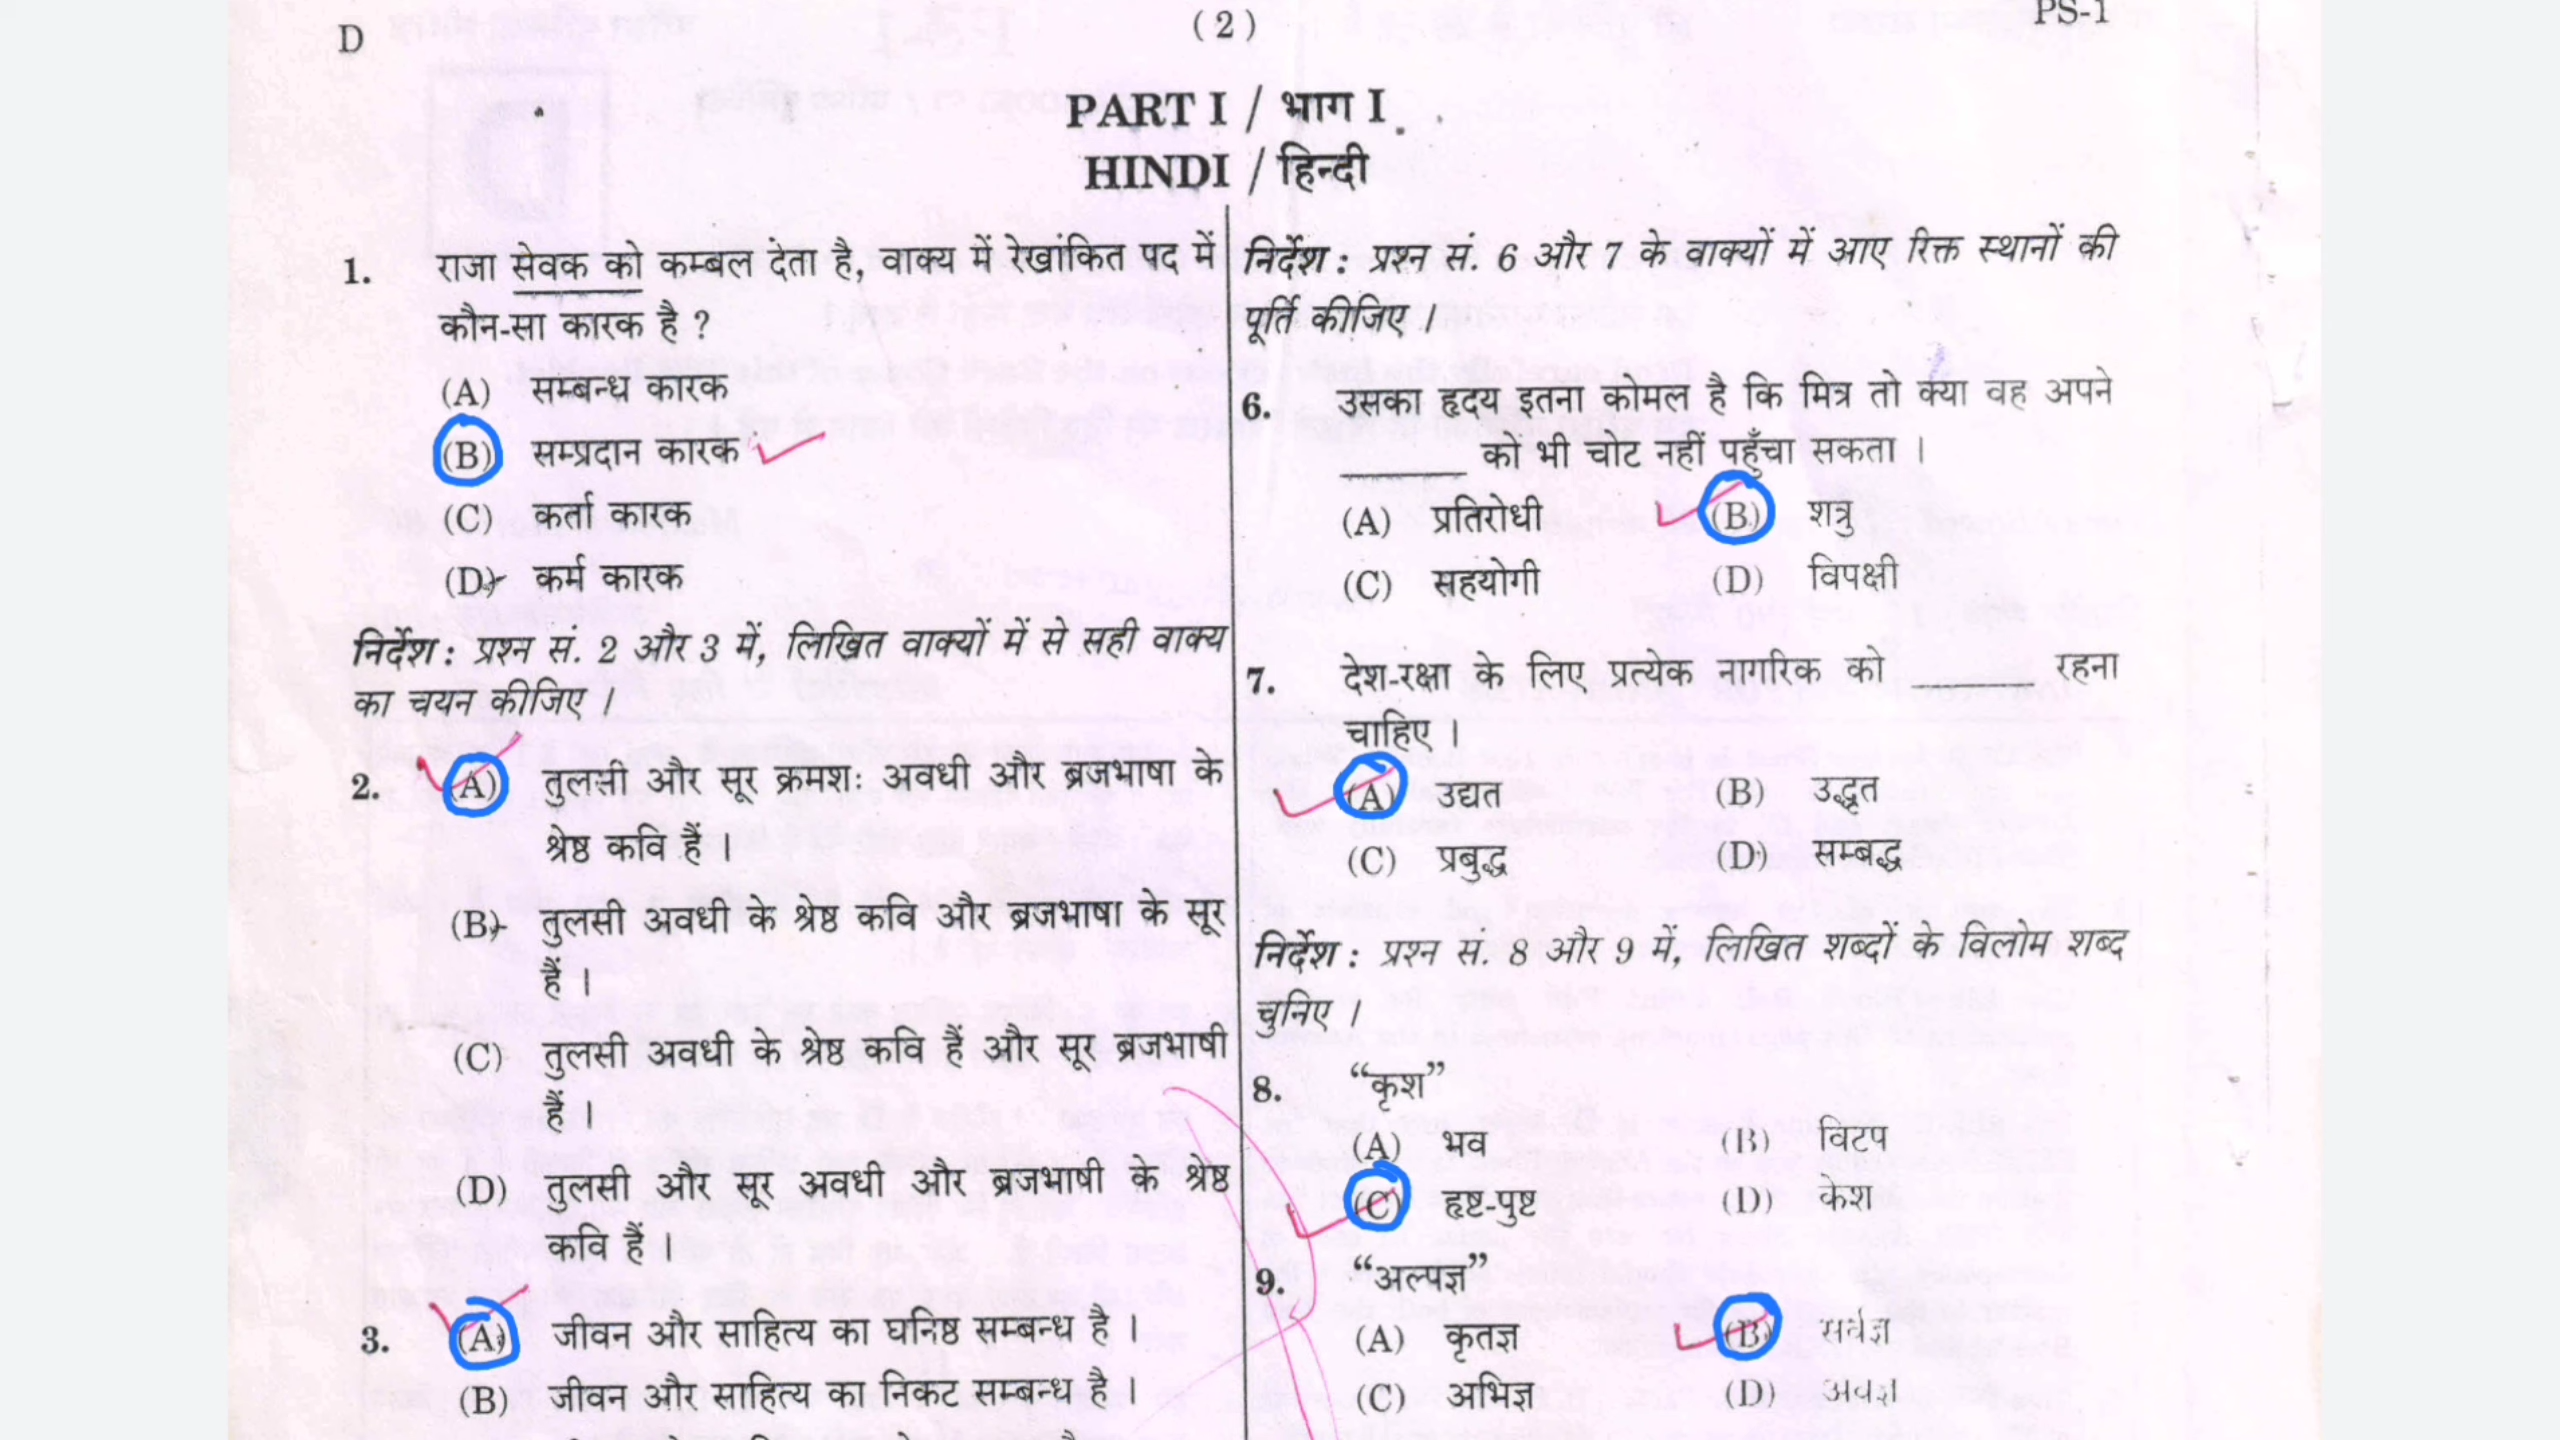 D
(2)
PS-1
PART I / भाग I
HINDI / हिन्दी
1. राजा सेवक को कम्बल देता है, वाक्य में रेखांकित पद में
कौन-सा कारक है ?
(A) सम्बन्ध कारक
(B) सम्प्रदान कारक
(C) कर्ता कारक
(D) कर्म कारक
निर्देश : प्रश्न सं. 2 और 3 में, लिखित वाक्यों में से सही वाक्य
का चयन कीजिए ।
2. (A) तुलसी और सूर क्रमशः अवधी और ब्रजभाषा के
श्रेष्ठ कवि हैं ।
(B) तुलसी अवधी के श्रेष्ठ कवि और ब्रजभाषा के सूर
हैं ।
(C) तुलसी अवधी के श्रेष्ठ कवि हैं और सूर ब्रजभाषी
हैं ।
(D) तुलसी और सूर अवधी और ब्रजभाषी के श्रेष्ठ
कवि हैं ।
3. (A) जीवन और साहित्य का घनिष्ठ सम्बन्ध है ।
(B) जीवन और साहित्य का निकट सम्बन्ध है ।
निर्देश : प्रश्न सं. 6 और 7 के वाक्यों में आए रिक्त स्थानों की
पूर्ति कीजिए ।
6. उसका हृदय इतना कोमल है कि मित्र तो क्या वह अपने
______ को भी चोट नहीं पहुँचा सकता ।
(A) प्रतिरोधी (B) शत्रु
(C) सहयोगी (D) विपक्षी
7. देश-रक्षा के लिए प्रत्येक नागरिक को ______ रहना
चाहिए ।
(A) उद्यत (B) उद्धृत
(C) प्रबुद्ध (D) सम्बद्ध
निर्देश : प्रश्न सं. 8 और 9 में, लिखित शब्दों के विलोम शब्द
चुनिए ।
8. “कृश”
(A) भव (B) विटप
(C) हृष्ट-पुष्ट (D) केश
9. “अल्पज्ञ”
(A) कृतज्ञ (B) सर्वज्ञ
(C) अभिज्ञ (D) अवज्ञ